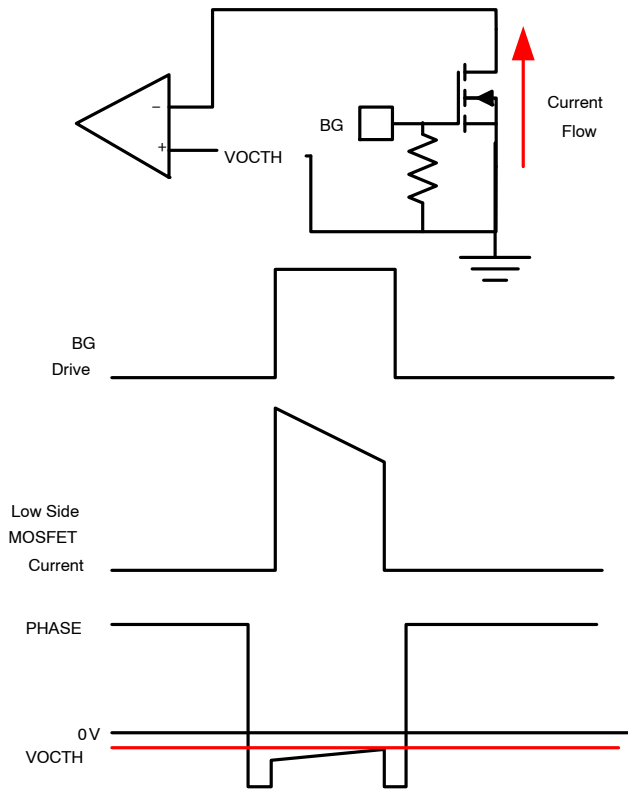 −
+
VOCTH
BG
Current
Flow
BG
Drive
Low Side
MOSFET
Current
PHASE
0 V
VOCTH